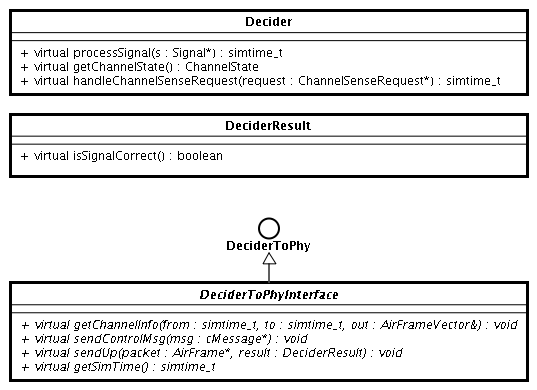 Decider
+ virtual processSignal(s : Signal*) : simtime_t
+ virtual getChannelState() : ChannelState
+ virtual handleChannelSenseRequest(request : ChannelSenseRequest*) : simtime_t
DeciderResult
+ virtual isSignalCorrect() : boolean
DeciderToPhy
DeciderToPhyInterface
+ virtual getChannelInfo(from : simtime_t, to : simtime_t, out : AirFrameVector&) : void
+ virtual sendControlMsg(msg : cMessage*) : void
+ virtual sendUp(packet : AirFrame*, result : DeciderResult) : void
+ virtual getSimTime() : simtime_t